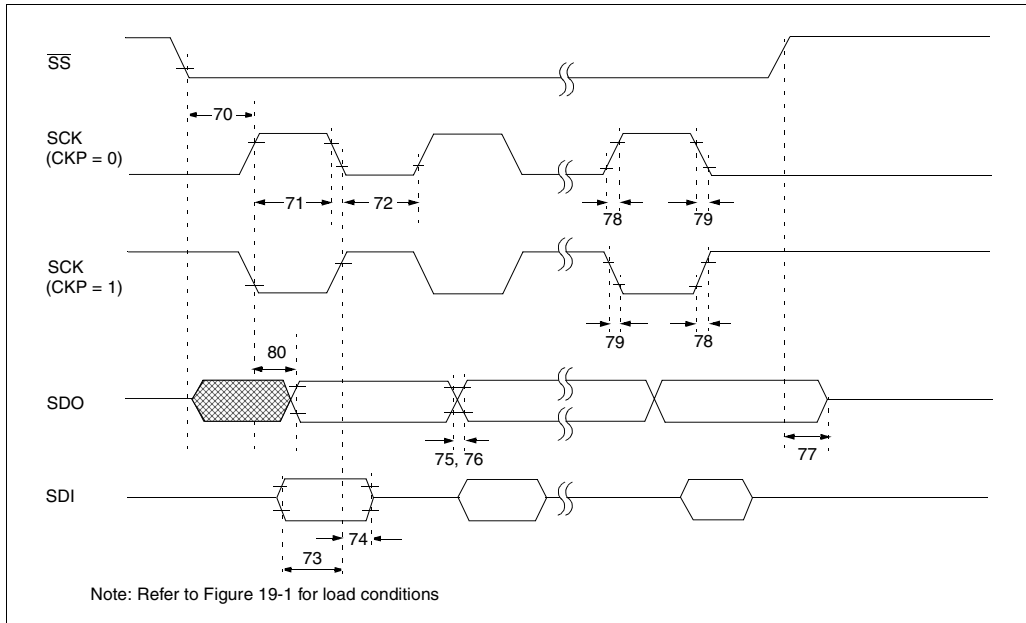 SS
70
SCK
(CKP = 0)
71
72
78
79
SCK
(CKP = 1)
79
78
80
SDO
75, 76
77
SDI
74
73
Note: Refer to Figure 19-1 for load conditions